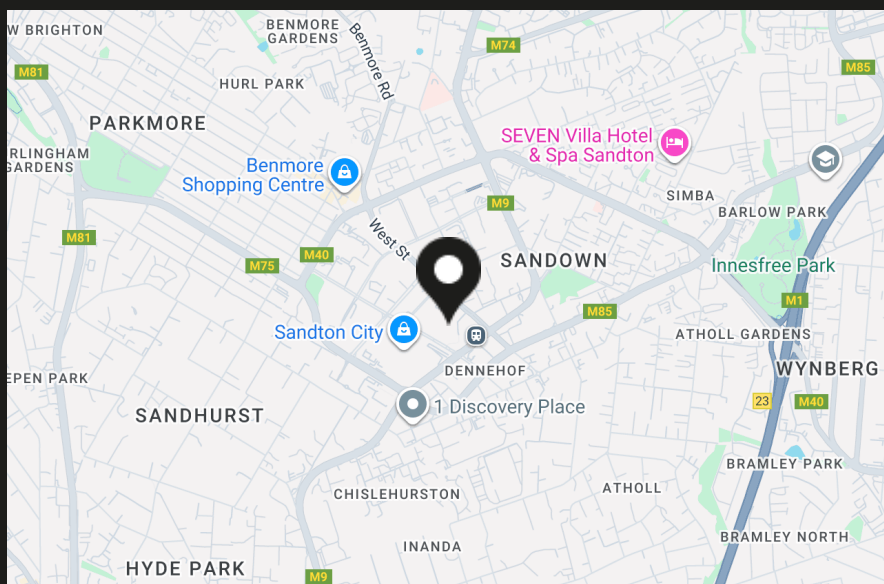 W BRIGHTON
BENMORE
GARDENS
Benmore Rd
M74
M81
M85
HURL PARK
PARKMORE
SEVEN Villa Hotel
& Spa Sandton
RLINGHAM
GARDENS
Benmore
Shopping Centre
SIMBA
M9
BARLOW PARK
West St
M81
M40
M75
SANDOWN
Innesfree Park
M1
M85
Sandton City
ATHOLL GARDENS
DENNEHOF
WYNBERG
EPEN PARK
23
M40
1 Discovery Place
SANDHURST
BRAMLEY PARK
CHISLEHURSTON
ATHOLL
BRAMLEY NORTH
INANDA
HYDE PARK
M9